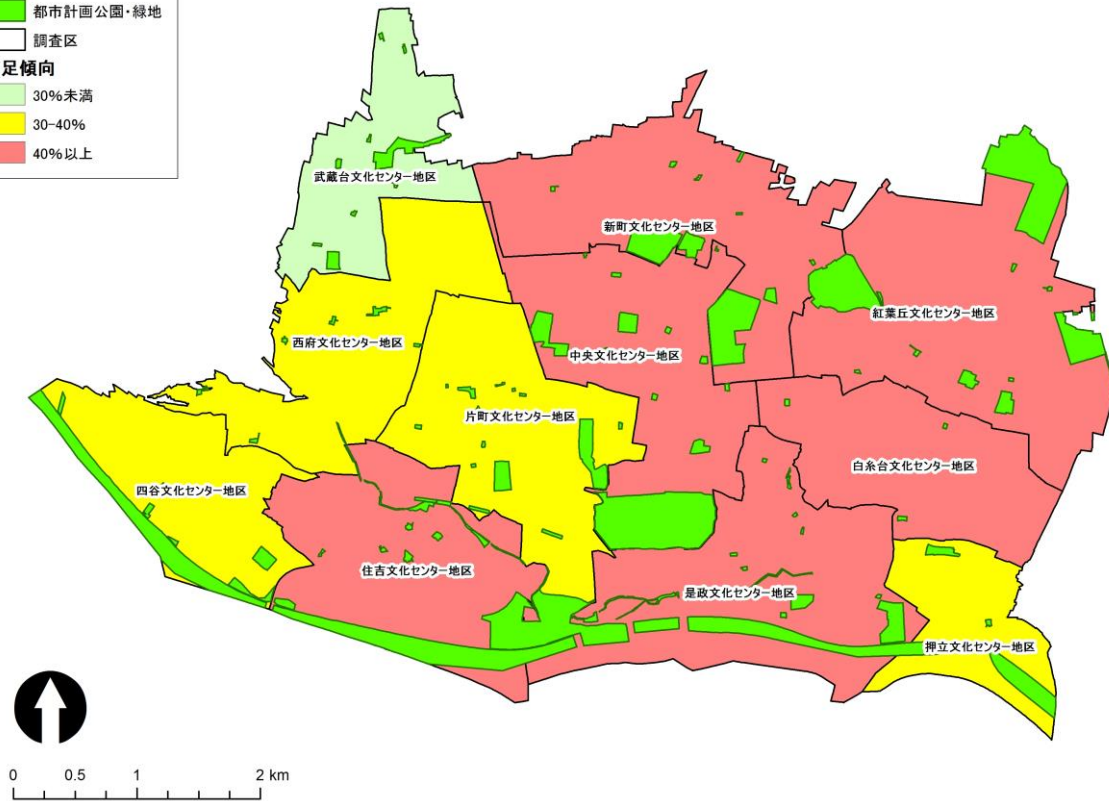 都市計画公園・緑地
調査区
足傾向
30%未満
30-40%
40%以上
武蔵台文化センター地区
新町文化センター地区
紅葉丘文化センター地区
西府文化センター地区
中央文化センター地区
片町文化センター地区
白糸台文化センター地区
四谷文化センター地区
住吉文化センター地区
是政文化センター地区
押立文化センター地区
0 0.5 1 2 km